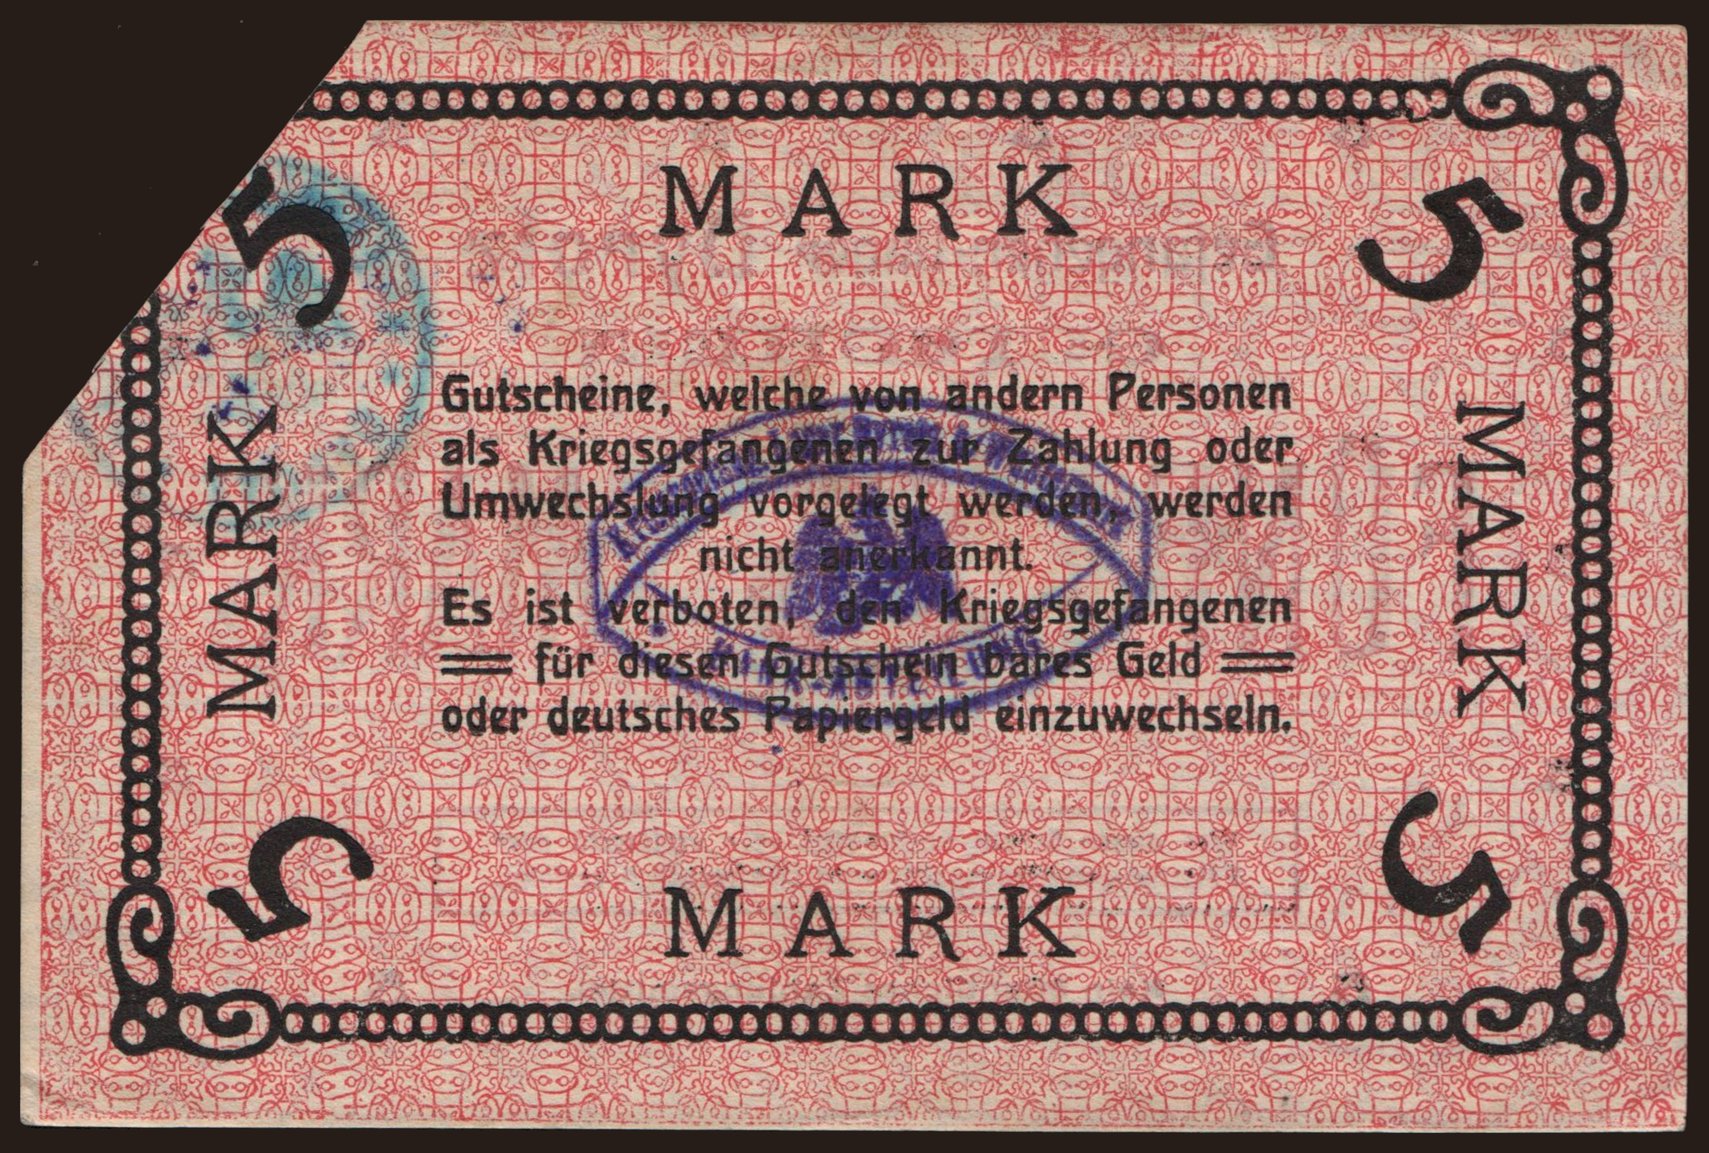 MARK
5
5
MARK
MARK
Gutscheine, welche von andern Personen
als Kriegsgefangenen zur Zahlung oder
Umwechslung vorgelegt werden, werden
nicht anerkannt.
Es ist verboten, den Kriegsgefangenen
für diesen Gutschein bares Geld
oder deutsches Papiergeld einzuwechseln.
5
5
MARK